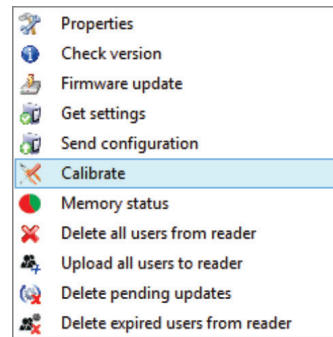 Properties
Check version
Firmware update
Get settings
Send configuration
Calibrate
Memory status
Delete all users from reader
Upload all users to reader
Delete pending updates
Delete expired users from reader